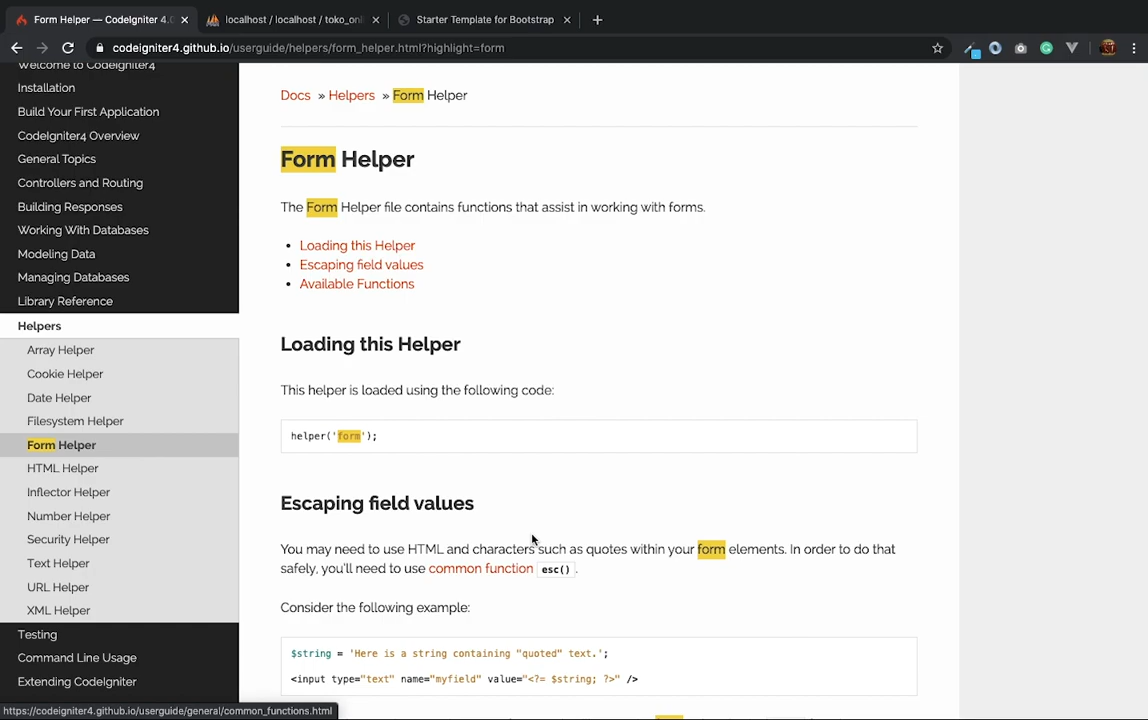 Form Helper — CodeIgniter 4.0
localhost / localhost / toko_onl
Starter Template for Bootstrap
codeigniter4.github.io/userguide/helpers/form_helper.html?highlight=form
Welcome to CodeIgniter4
Installation
Build Your First Application
CodeIgniter4 Overview
General Topics
Controllers and Routing
Building Responses
Working With Databases
Modeling Data
Managing Databases
Library Reference
Helpers
Array Helper
Cookie Helper
Date Helper
Filesystem Helper
Form Helper
HTML Helper
Inflector Helper
Number Helper
Security Helper
Text Helper
URL Helper
XML Helper
Testing
Command Line Usage
Extending CodeIgniter
Docs » Helpers » Form Helper
Form Helper
The Form Helper file contains functions that assist in working with forms.
• Loading this Helper
• Escaping field values
• Available Functions
Loading this Helper
This helper is loaded using the following code:
helper('form');
Escaping field values
You may need to use HTML and characters such as quotes within your form elements. In order to do that
safely, you'll need to use common function esc() .
Consider the following example:
$string = 'Here is a string containing "quoted" text.';
<input type="text" name="myfield" value="<?= $string; ?>" />
https://codeigniter4.github.io/userguide/general/common_functions.html